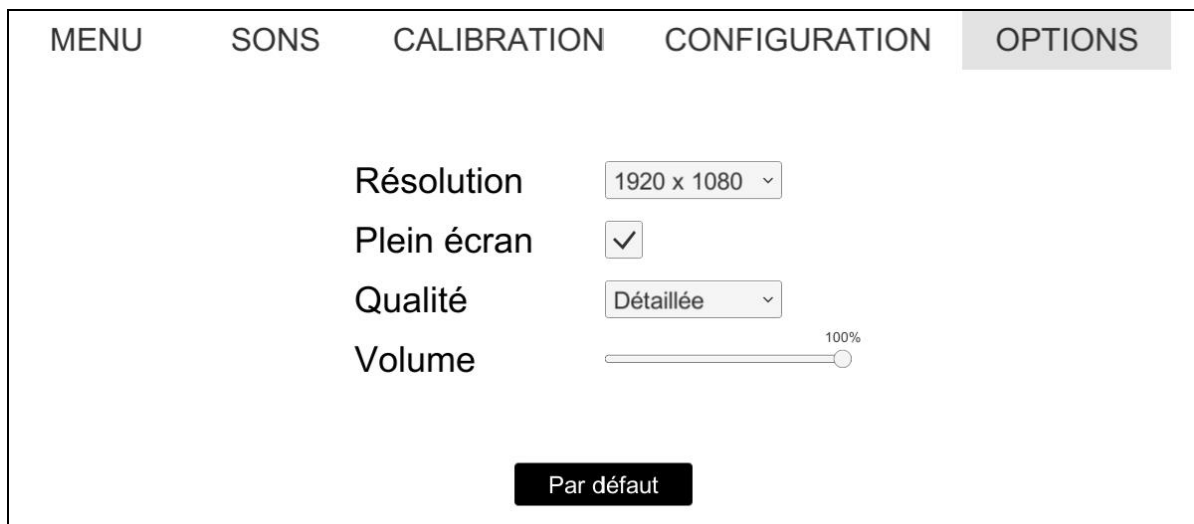 MENU SONS CALIBRATION CONFIGURATION OPTIONS
Résolution 1920 x 1080
Plein écran
Qualité Détaillée
100%
Volume
Par défaut